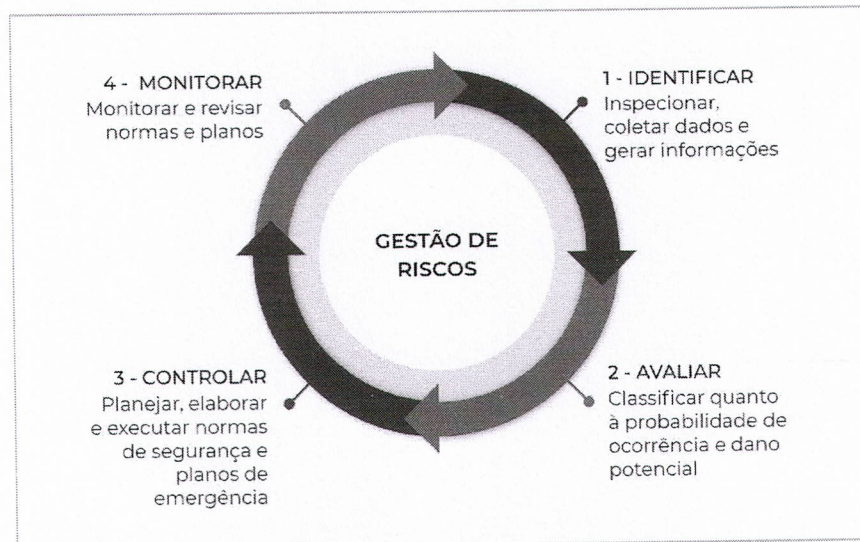 GESTÃO DE
RISCOS
1 - IDENTIFICAR
Inspecionar,
coletar dados e
gerar informações
2 - AVALIAR
Classificar quanto
à probabilidade de
ocorrência e dano
potencial
3 - CONTROLAR
Planejar, elaborar
e executar normas
de segurança e
planos de
emergência
4 - MONITORAR
Monitorar e revisar
normas e planos